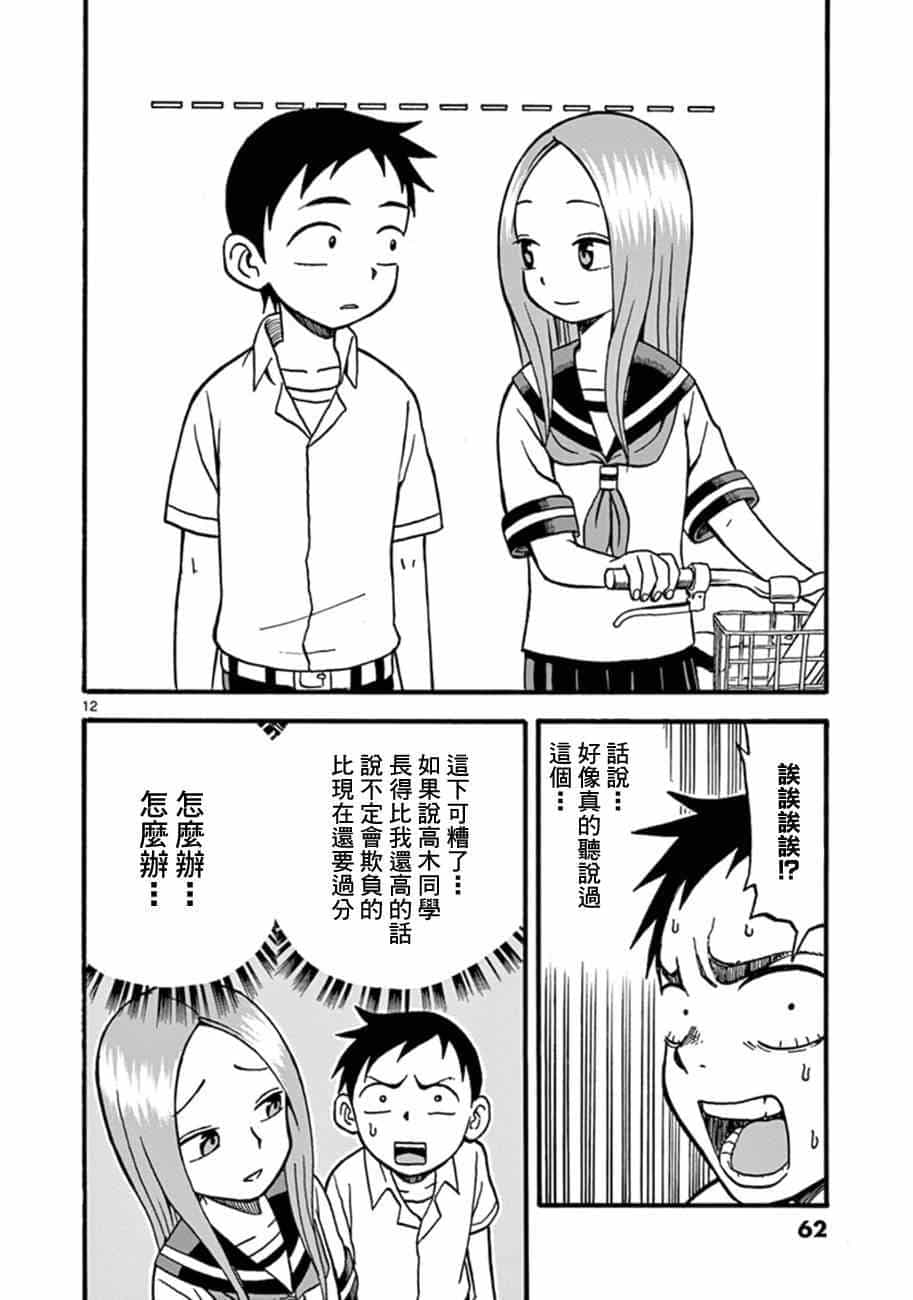 12
誒誒誒誒!?
話說…
好像真的聽說過
這個…
這下可糟了…
如果說高木同學
長得比我還高的話
說不定會欺負的
比現在還要過分
怎麼辦…
怎麼辦…
62